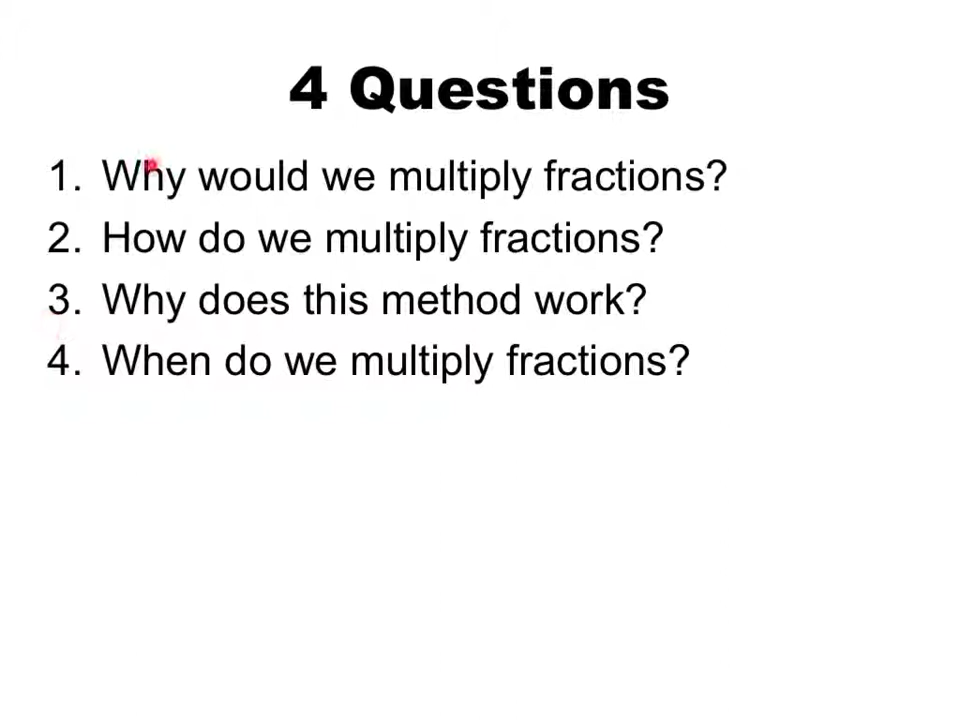 4 Questions
1. Why would we multiply fractions?
2. How do we multiply fractions?
3. Why does this method work?
4. When do we multiply fractions?